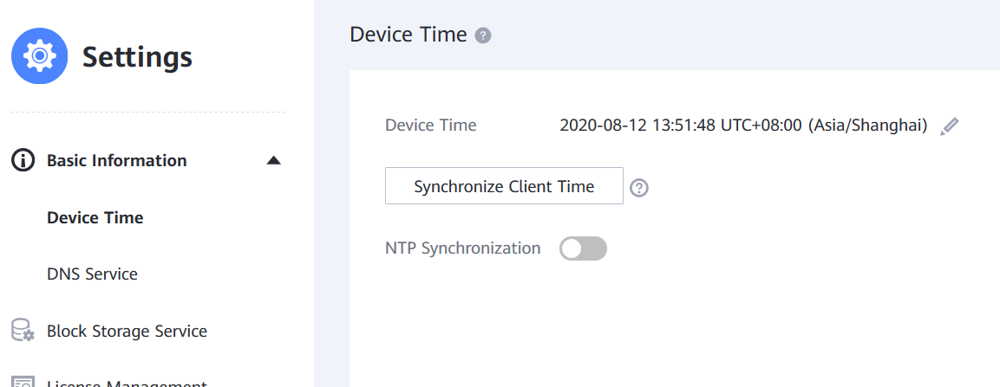 Settings
Basic Information
Device Time
DNS Service
Block Storage Service
License Management
Device Time
Device Time 2020-08-12 13:51:48 UTC+08:00 (Asia/Shanghai)
Synchronize Client Time
NTP Synchronization